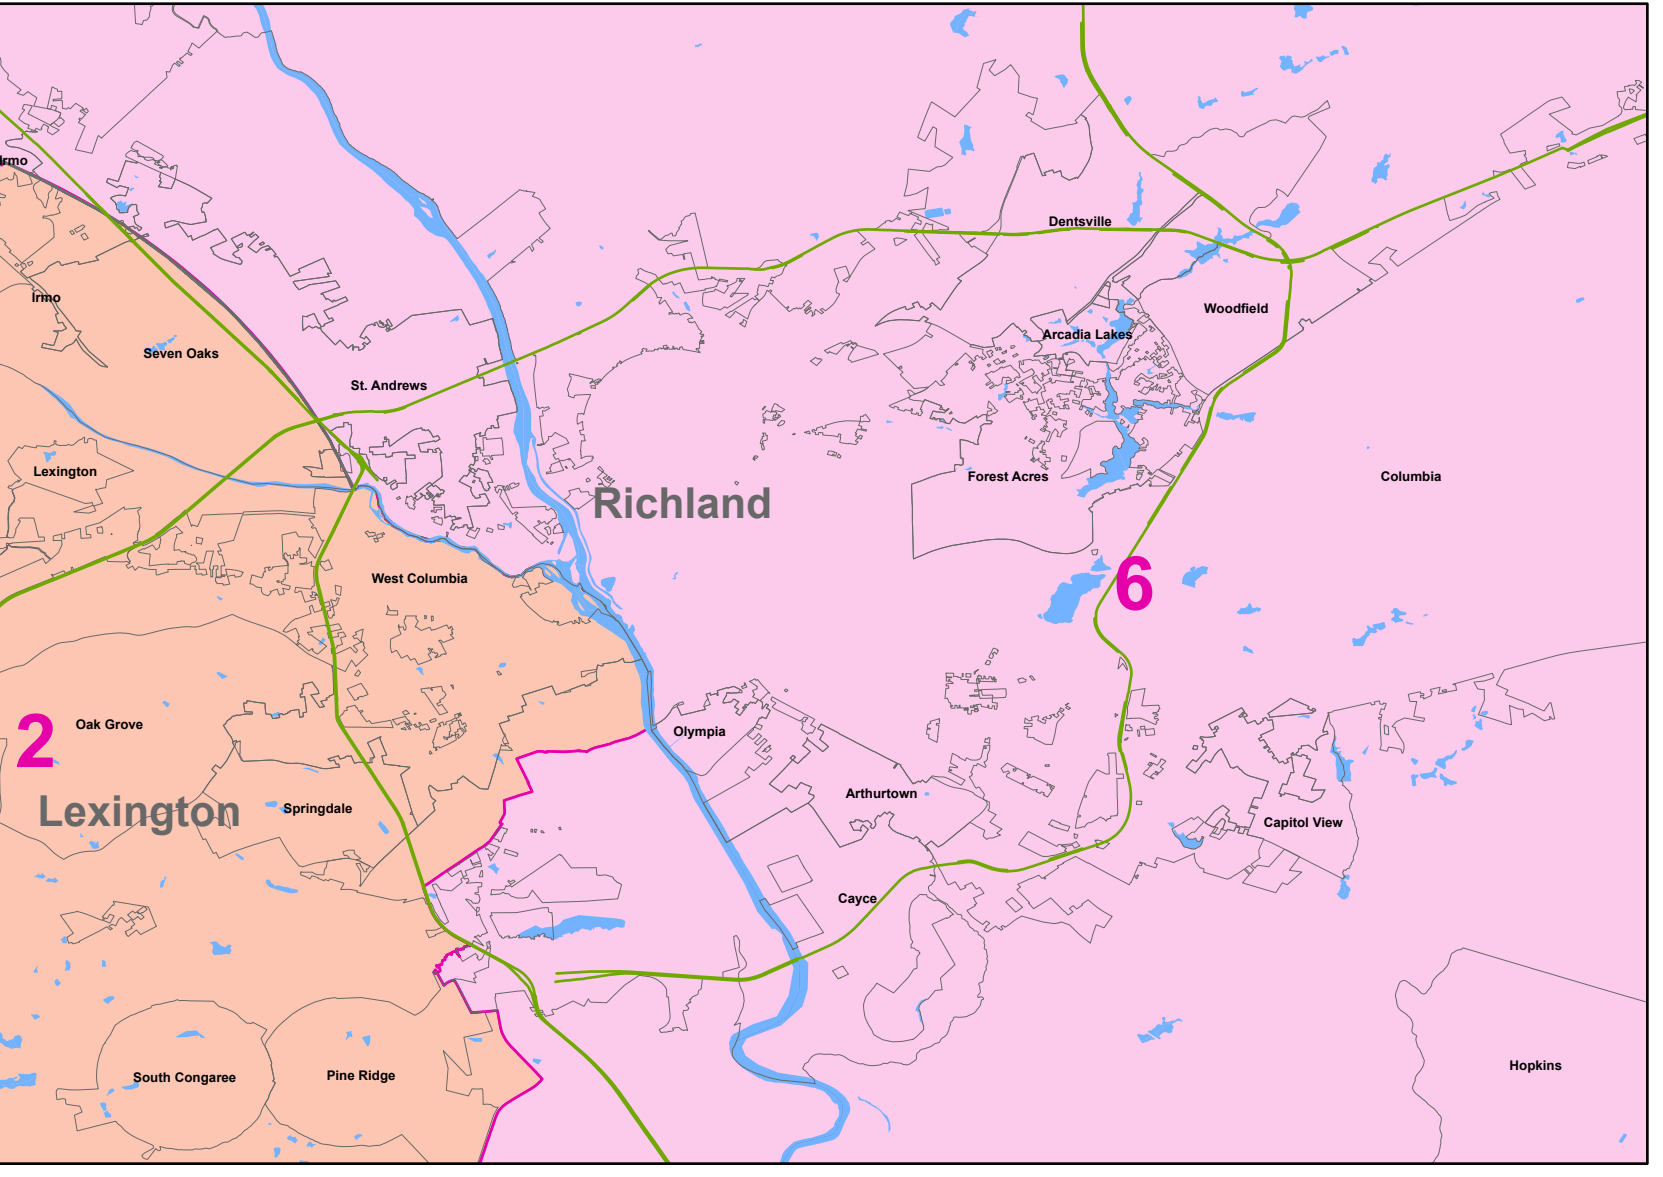 Irmo
Dentsville
Irmo
Woodfield
Arcadia Lakes
Seven Oaks
St. Andrews
Lexington
Forest Acres
Columbia
Richland
West Columbia
6
Oak Grove
2
Olympia
Arthurtown
Lexington
Springdale
Capitol View
Cayce
Hopkins
South Congaree
Pine Ridge